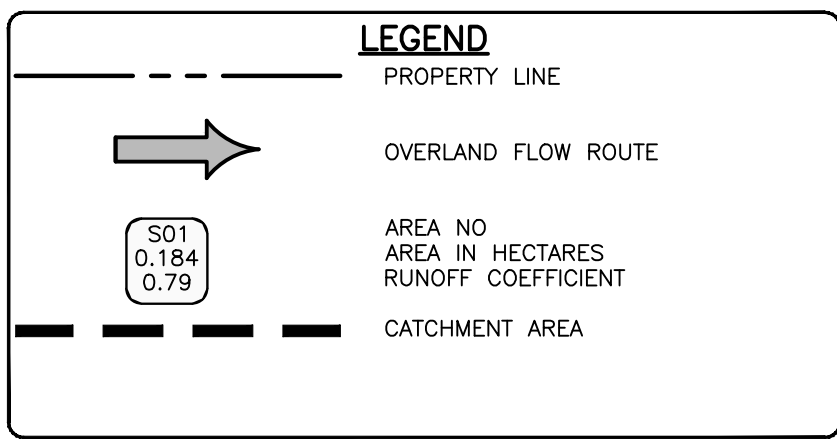 LEGEND
PROPERTY LINE
OVERLAND FLOW ROUTE
S01
0.184
0.79
AREA NO
AREA IN HECTARES
RUNOFF COEFFICIENT
CATCHMENT AREA